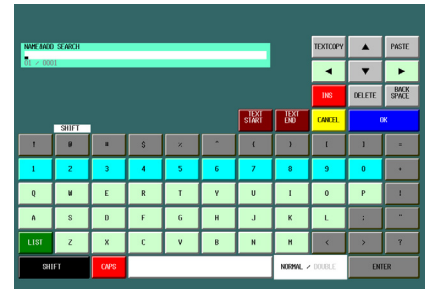 NAME&ADD SEARCH
01 / 0001
TEXTCOPY ▲ PASTE
◄ ▼ ►
INS DELETE BACK SPACE
TEXT START TEXT END CANCEL OK
SHIFT
! @ # $ % ^ ( ) [ ] =
1 2 3 4 5 6 7 8 9 0
Q W E R T Y U I O P
A S D F G H J K L : "
LIST Z X C V B N M < > ?
SHIFT CAPS NORMAL / DOUBLE ENTER